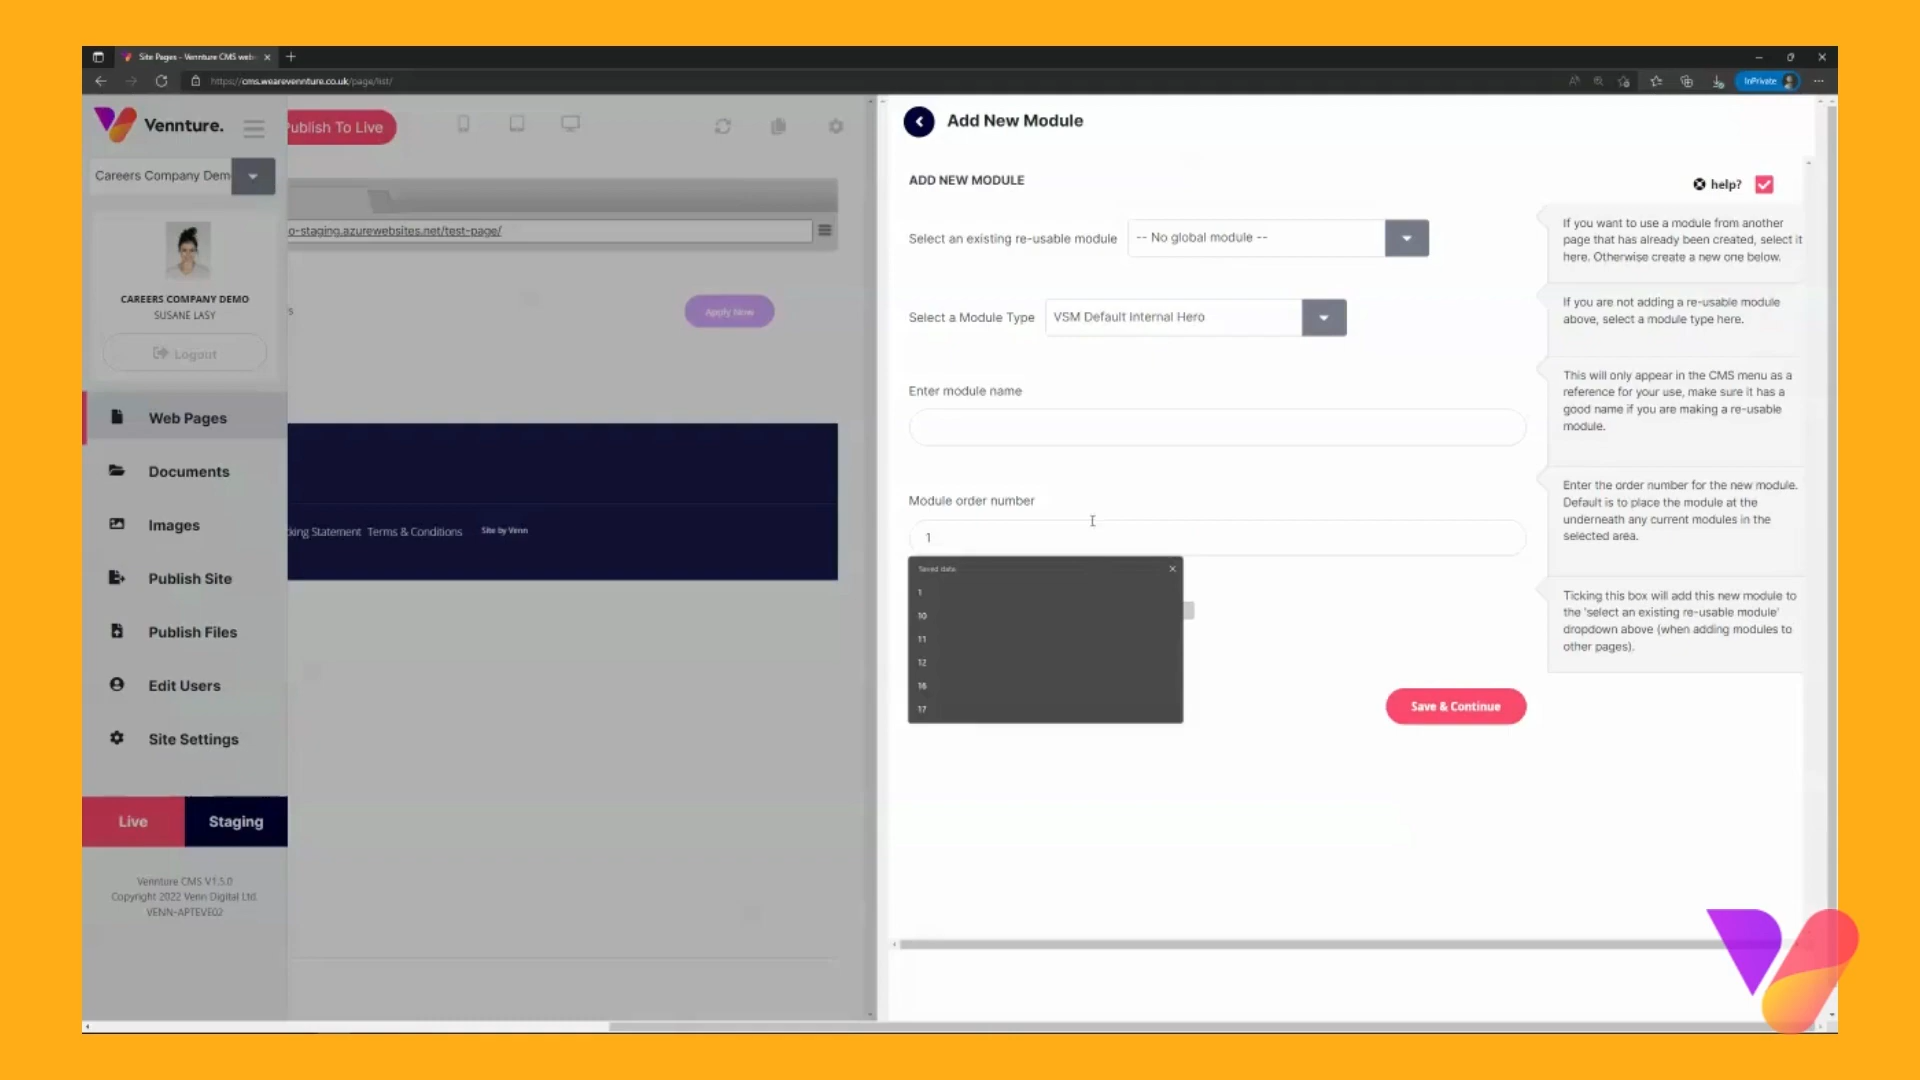 Site Pages - Vennture CMS web
https://cms.wearevennture.co.uk/page/list/
InPrivate
Vennture.
Careers Company Dem
CAREERS COMPANY DEMO
SUSANE LASY
Logout
Web Pages
Documents
Images
Publish Site
Publish Files
Edit Users
Site Settings
Live
Staging
Vennture CMS V1.5.0
Copyright 2022 Venn Digital Ltd.
VENN-APTEVE02
ublish To Live
o-staging.azurewebsites.net/test-page/
s
Apply Now
king Statement Terms & Conditions Site by Venn
Add New Module
ADD NEW MODULE
help?
Select an existing re-usable module
-- No global module --
If you want to use a module from another
page that has already been created, select it
here. Otherwise create a new one below.
Select a Module Type
VSM Default Internal Hero
If you are not adding a re-usable module
above, select a module type here.
Enter module name
This will only appear in the CMS menu as a
reference for your use, make sure it has a
good name if you are making a re-usable
module.
Module order number
1
Enter the order number for the new module.
Default is to place the module at the
underneath any current modules in the
selected area.
Saved data
1
10
11
12
16
17
Ticking this box will add this new module to
the 'select an existing re-usable module'
dropdown above (when adding modules to
other pages).
Save & Continue